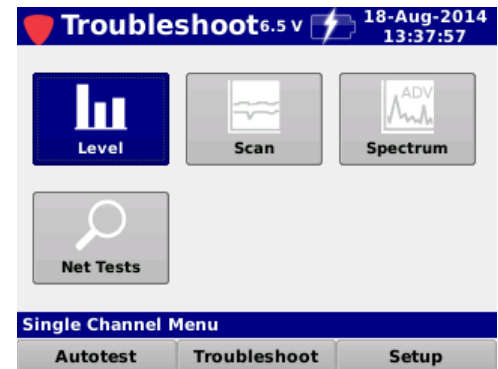 Troubleshoot 6.5 V 18-Aug-2014
13:37:57
Level Scan ADV Spectrum
Net Tests
Single Channel Menu
Autotest Troubleshoot Setup